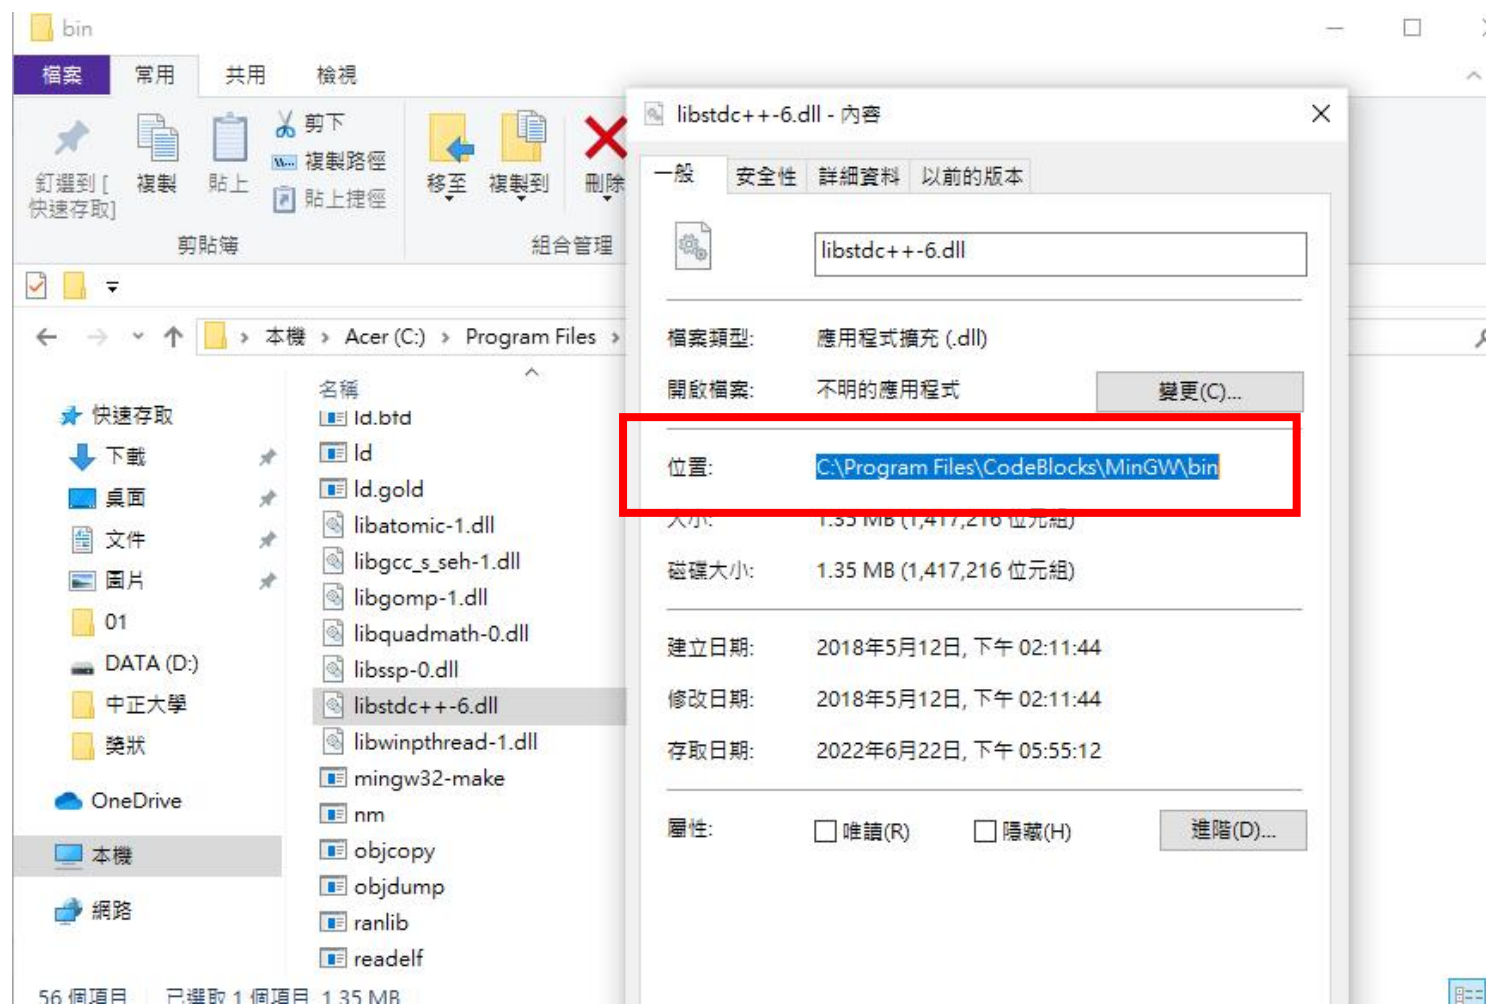 bin
檔案 常用 共用 檢視
釘選到 [
快速存取]
複製
貼上
剪下
複製路徑
貼上捷徑
移至
複製到
刪除
剪貼簿
組合管理
本機 › Acer (C:) › Program Files ›
快速存取
下載
桌面
文件
圖片
01
DATA (D:)
中正大學
獎狀
OneDrive
本機
網路
名稱
ld.bfd
ld
ld.gold
libatomic-1.dll
libgcc_s_seh-1.dll
libgomp-1.dll
libquadmath-0.dll
libssp-0.dll
libstdc++-6.dll
libwinpthread-1.dll
mingw32-make
nm
objcopy
objdump
ranlib
readelf
56 個項目 已選取 1 個項目 1.35 MB
libstdc++-6.dll - 內容
一般 安全性 詳細資料 以前的版本
libstdc++-6.dll
檔案類型: 應用程式擴充 (.dll)
開啟檔案: 不明的應用程式 變更(C)...
位置: C:\Program Files\CodeBlocks\MinGW\bin
大小: 1.35 MB (1,417,216 位元組)
磁碟大小: 1.35 MB (1,417,216 位元組)
建立日期: 2018年5月12日, 下午 02:11:44
修改日期: 2018年5月12日, 下午 02:11:44
存取日期: 2022年6月22日, 下午 05:55:12
屬性: 唯讀(R) 隱藏(H) 進階(D)...